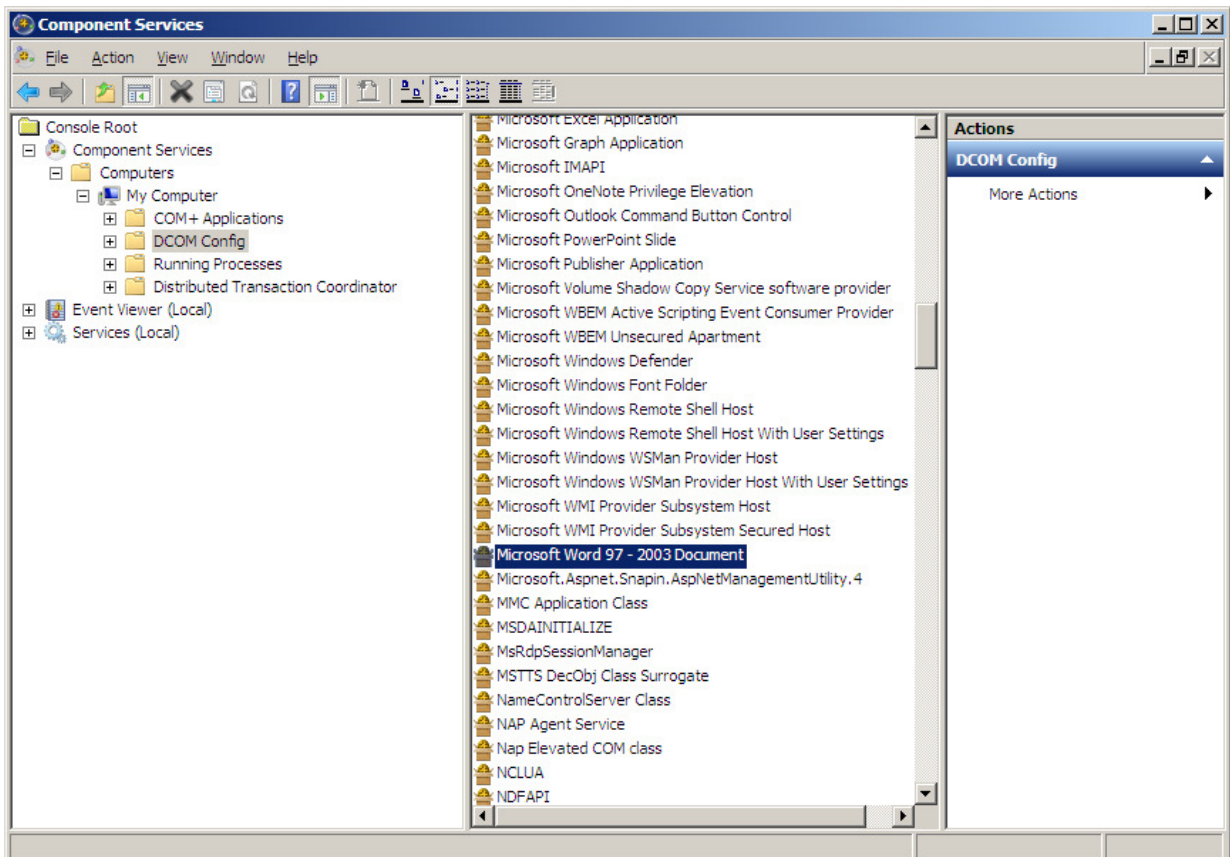 Component Services
File Action View Window Help
Console Root
Component Services
Computers
My Computer
COM+ Applications
DCOM Config
Running Processes
Distributed Transaction Coordinator
Event Viewer (Local)
Services (Local)
Microsoft Excel Application
Microsoft Graph Application
Microsoft IMAPI
Microsoft OneNote Privilege Elevation
Microsoft Outlook Command Button Control
Microsoft PowerPoint Slide
Microsoft Publisher Application
Microsoft Volume Shadow Copy Service software provider
Microsoft WBEM Active Scripting Event Consumer Provider
Microsoft WBEM Unsecured Apartment
Microsoft Windows Defender
Microsoft Windows Font Folder
Microsoft Windows Remote Shell Host
Microsoft Windows Remote Shell Host With User Settings
Microsoft Windows WSMan Provider Host
Microsoft Windows WSMan Provider Host With User Settings
Microsoft WMI Provider Subsystem Host
Microsoft WMI Provider Subsystem Secured Host
Microsoft Word 97 - 2003 Document
Microsoft.Aspnet.Snapin.AspNetManagementUtility.4
MMC Application Class
MSDAINITIALIZE
MsRdpSessionManager
MSTTS DecObj Class Surrogate
NameControlServer Class
NAP Agent Service
Nap Elevated COM class
NCLUA
NDFAPI
Actions
DCOM Config
More Actions